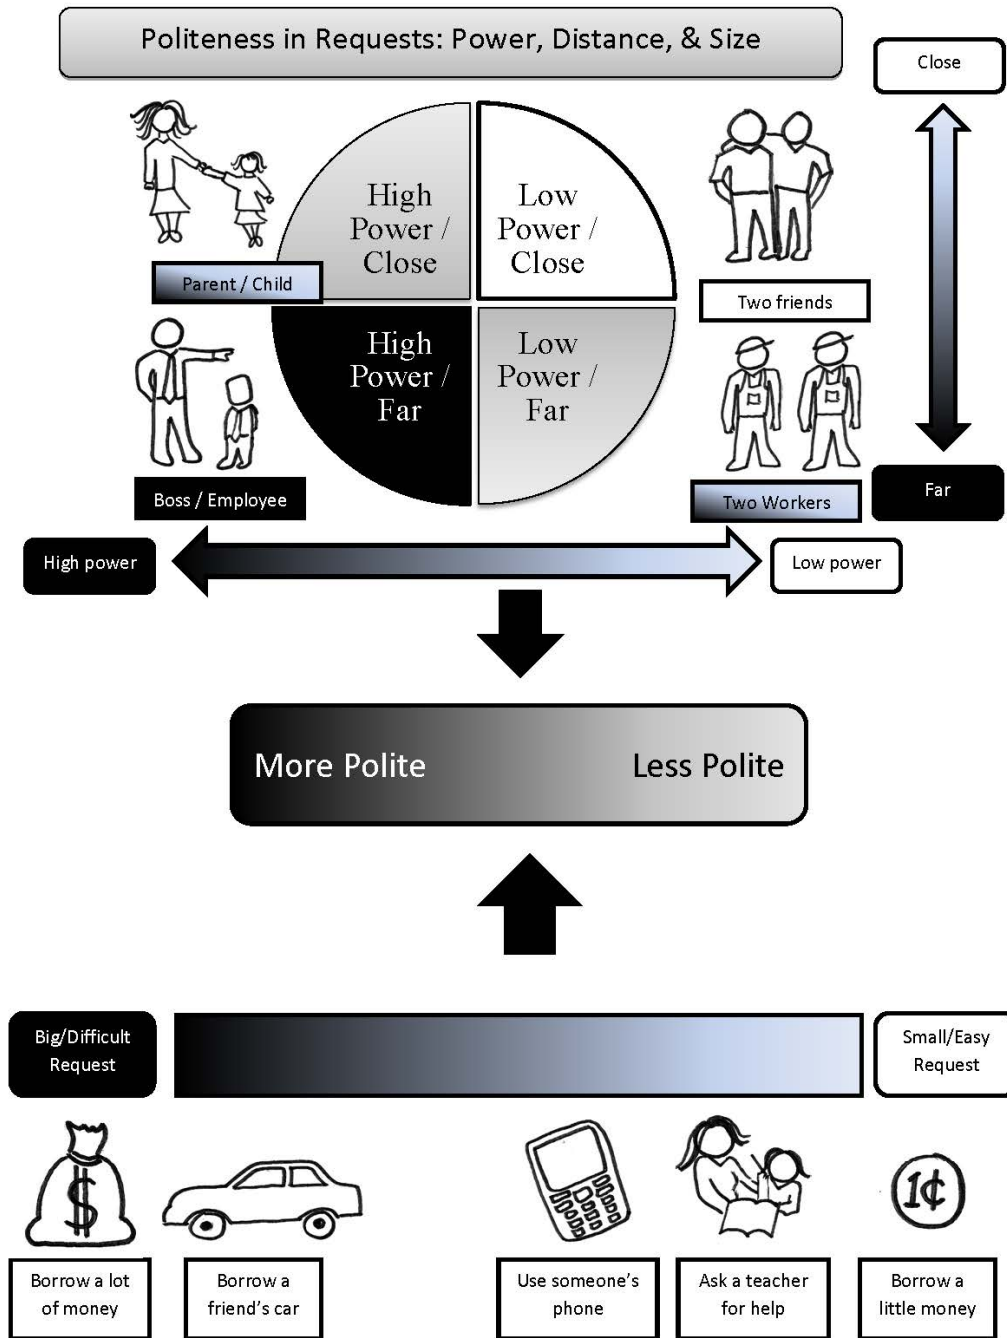 Politeness in Requests: Power, Distance, & Size
Close
High
Power /
Close
Low
Power /
Close
Parent / Child
Two friends
High
Power /
Far
Low
Power /
Far
Boss / Employee
Two Workers
Far
High power
Low power
More Polite
Less Polite
Big/Difficult
Request
Small/Easy
Request
$
1¢
Borrow a lot
of money
Borrow a
friend's car
Use someone's
phone
Ask a teacher
for help
Borrow a
little money